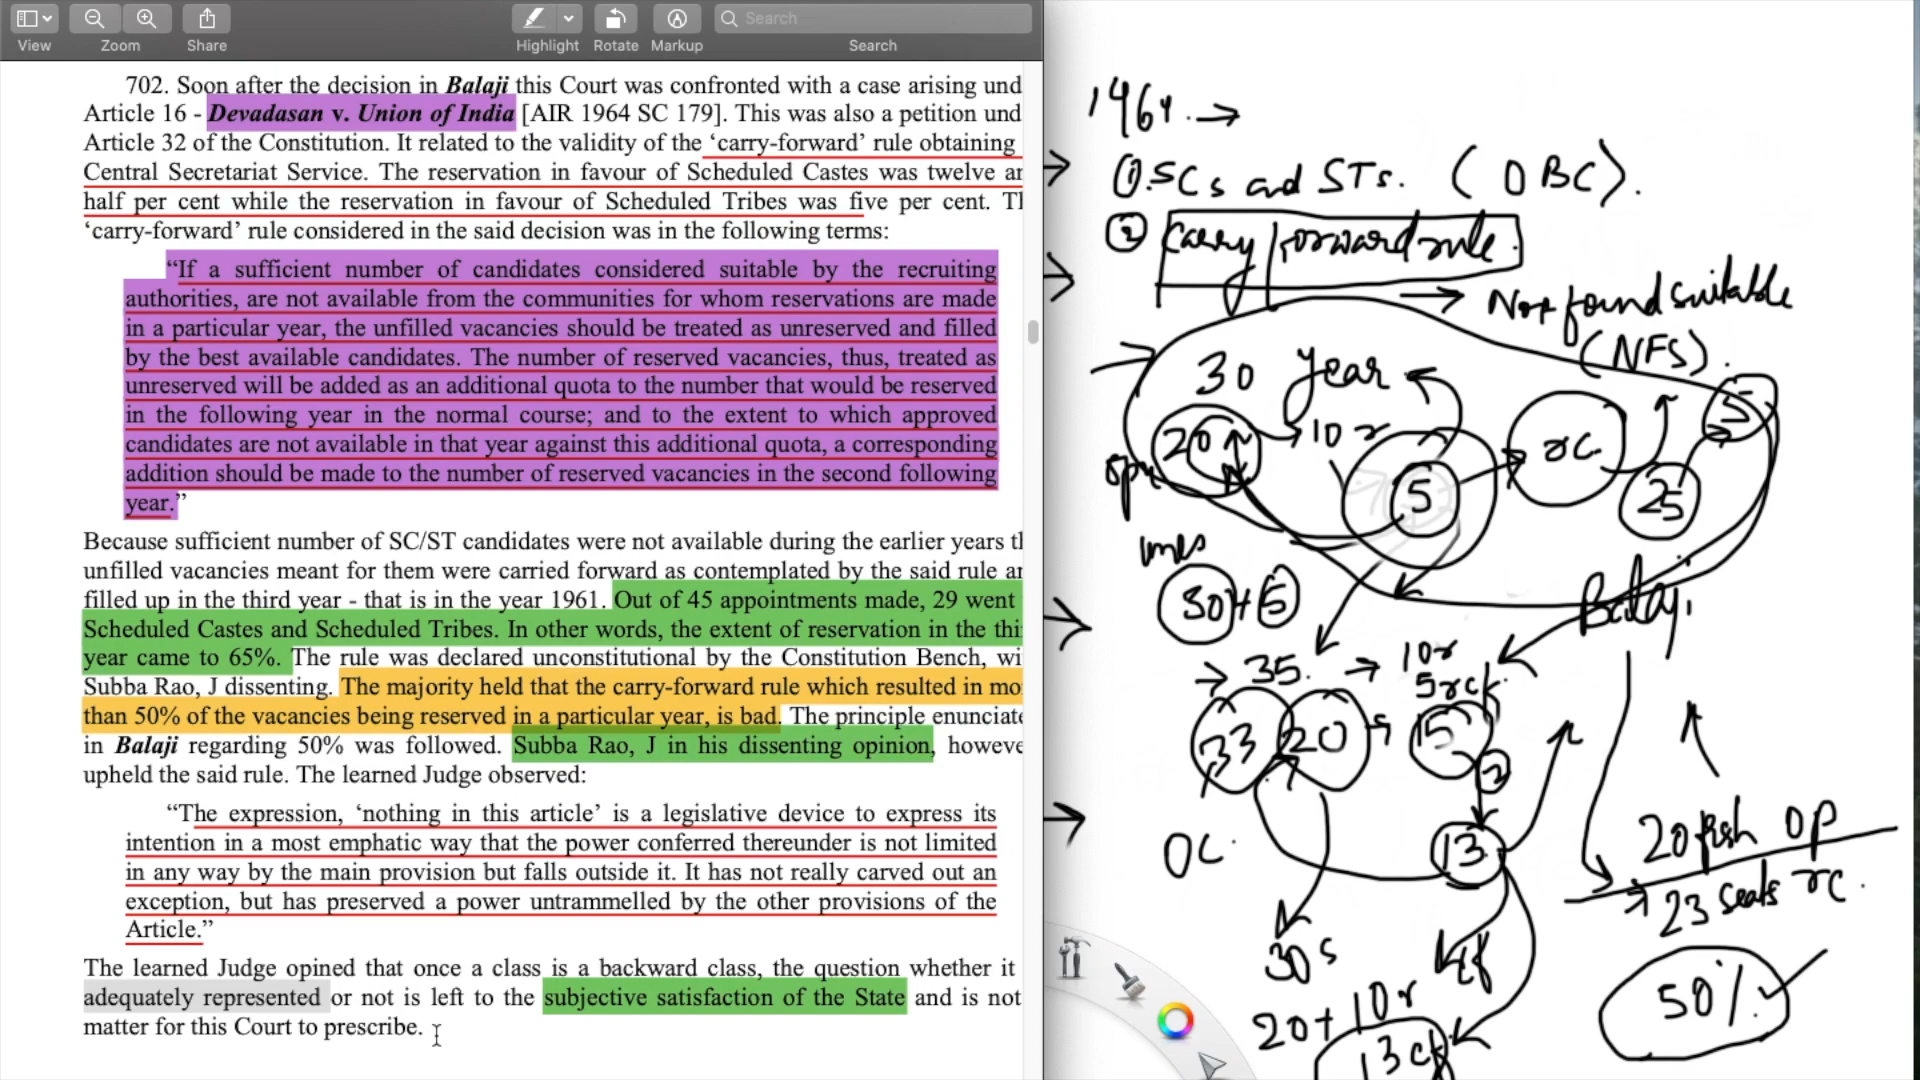 View
Zoom
Share
Highlight
Rotate
Markup
Search
Search
702. Soon after the decision in Balaji this Court was confronted with a case arising und
Article 16 - Devadasan v. Union of India [AIR 1964 SC 179]. This was also a petition und
Article 32 of the Constitution. It related to the validity of the ‘carry-forward’ rule obtaining
Central Secretariat Service. The reservation in favour of Scheduled Castes was twelve an
half per cent while the reservation in favour of Scheduled Tribes was five per cent. Th
‘carry-forward’ rule considered in the said decision was in the following terms:
“If a sufficient number of candidates considered suitable by the recruiting
authorities, are not available from the communities for whom reservations are made
in a particular year, the unfilled vacancies should be treated as unreserved and filled
by the best available candidates. The number of reserved vacancies, thus, treated as
unreserved will be added as an additional quota to the number that would be reserved
in the following year in the normal course; and to the extent to which approved
candidates are not available in that year against this additional quota, a corresponding
addition should be made to the number of reserved vacancies in the second following
year.”
Because sufficient number of SC/ST candidates were not available during the earlier years th
unfilled vacancies meant for them were carried forward as contemplated by the said rule an
filled up in the third year - that is in the year 1961. Out of 45 appointments made, 29 went
Scheduled Castes and Scheduled Tribes. In other words, the extent of reservation in the thi
year came to 65%. The rule was declared unconstitutional by the Constitution Bench, wi
Subba Rao, J dissenting. The majority held that the carry-forward rule which resulted in mo
than 50% of the vacancies being reserved in a particular year, is bad. The principle enunciate
in Balaji regarding 50% was followed. Subba Rao, J in his dissenting opinion, howeve
upheld the said rule. The learned Judge observed:
“The expression, ‘nothing in this article’ is a legislative device to express its
intention in a most emphatic way that the power conferred thereunder is not limited
in any way by the main provision but falls outside it. It has not really carved out an
exception, but has preserved a power untrammelled by the other provisions of the
Article.”
The learned Judge opined that once a class is a backward class, the question whether it
adequately represented or not is left to the subjective satisfaction of the State and is not
matter for this Court to prescribe.
1964. →
① SCs and STs. (OBC).
② Carry forward rule.
→ Not found suitable
(NFS).
30 year
20 → 10 r
5
rc
25
5
30 + 5
Balaji
→ 35. → 10r
33 20 → 15
2
OC.
13
20 fresh OP
→ 23 seats rc.
30s
50%
20 + 10r
13 cf